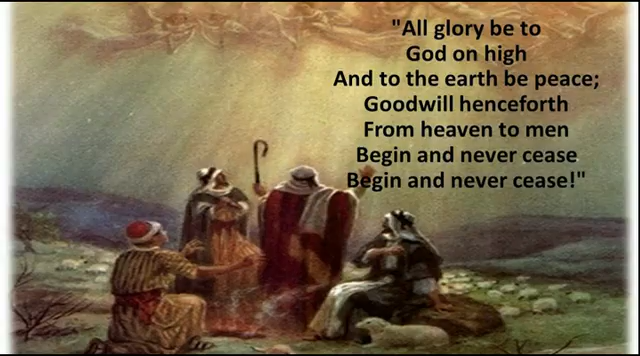 "All glory be to
God on high
And to the earth be peace;
Goodwill henceforth
From heaven to men
Begin and never cease
Begin and never cease!"